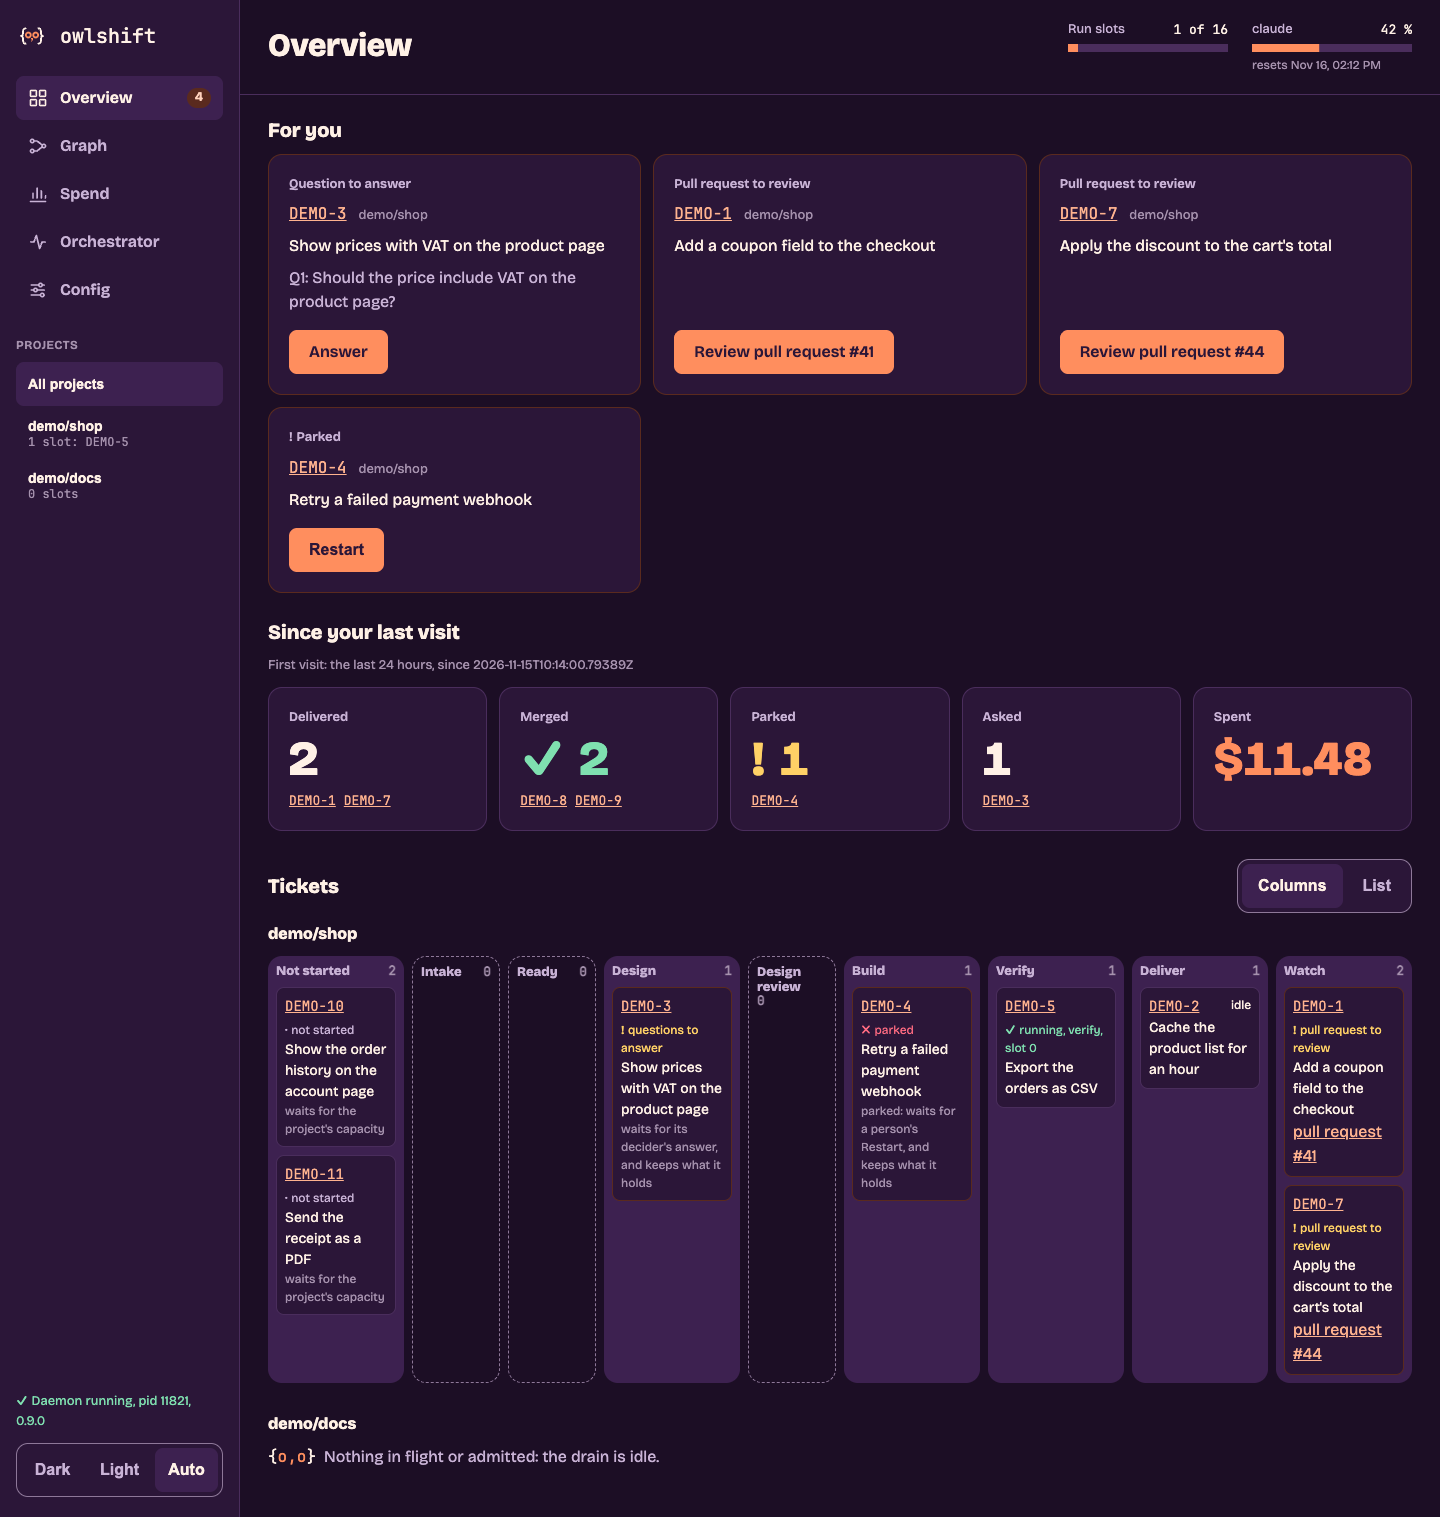 {o,o} owlshift
Overview 4
Graph
Spend
Orchestrator
Config
PROJECTS
All projects
demo/shop
1 slot: DEMO-5
demo/docs
0 slots
✓ Daemon running, pid 11821,
0.9.0
Dark Light Auto
Overview
Run slots 1 of 16
claude 42 %
resets Nov 16, 02:12 PM
For you
Question to answer
DEMO-3 demo/shop
Show prices with VAT on the product page
Q1: Should the price include VAT on the
product page?
Answer
Pull request to review
DEMO-1 demo/shop
Add a coupon field to the checkout
Review pull request #41
Pull request to review
DEMO-7 demo/shop
Apply the discount to the cart's total
Review pull request #44
! Parked
DEMO-4 demo/shop
Retry a failed payment webhook
Restart
Since your last visit
First visit: the last 24 hours, since 2026-11-15T10:14:00.79389Z
Delivered
2
DEMO-1 DEMO-7
Merged
✓ 2
DEMO-8 DEMO-9
Parked
! 1
DEMO-4
Asked
1
DEMO-3
Spent
$11.48
Tickets
Columns List
demo/shop
Not started 2
DEMO-10
· not started
Show the order
history on the
account page
waits for the
project's capacity
DEMO-11
· not started
Send the
receipt as a
PDF
waits for the
project's capacity
Intake 0
Ready 0
Design 1
DEMO-3
! questions to
answer
Show prices
with VAT on the
product page
waits for its
decider's answer,
and keeps what it
holds
Design
review
0
Build 1
DEMO-4
✕ parked
Retry a failed
payment
webhook
parked: waits for
a person's
Restart, and
keeps what it
holds
Verify 1
DEMO-5
✓ running, verify,
slot 0
Export the
orders as CSV
Deliver 1
DEMO-2 idle
Cache the
product list for
an hour
Watch 2
DEMO-1
! pull request to
review
Add a coupon
field to the
checkout
pull request
#41
DEMO-7
! pull request to
review
Apply the
discount to the
cart's total
pull request
#44
demo/docs
{o,o} Nothing in flight or admitted: the drain is idle.